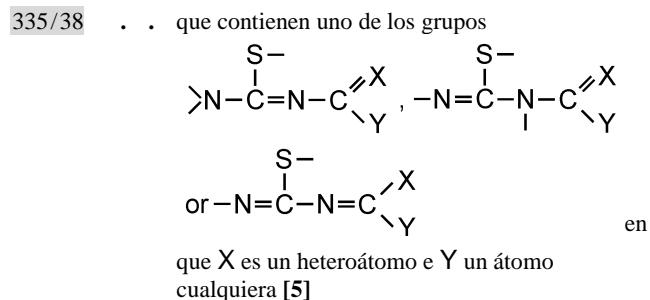 335/38 . . que contienen uno de los grupos
S–
>N–C=N–C=X Y , –N=C–N–C=X Y
S–
S–
or –N=C–N=C X Y en
que X es un heteroátomo e Y un átomo
cualquiera [5]